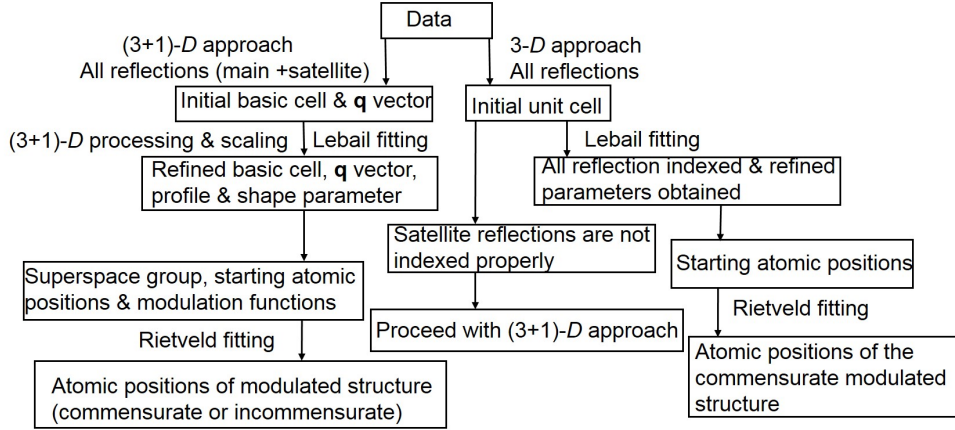 Data
(3+1)-D approach
All reflections (main +satellite)
3-D approach
All reflections
Initial basic cell & q vector
Initial unit cell
(3+1)-D processing & scaling
Lebail fitting
Lebail fitting
Refined basic cell, q vector,
profile & shape parameter
All reflection indexed & refined
parameters obtained
Satellite reflections are not
indexed properly
Starting atomic positions
Superspace group, starting atomic
positions & modulation functions
Rietveld fitting
Proceed with (3+1)-D approach
Rietveld fitting
Atomic positions of modulated structure
(commensurate or incommensurate)
Atomic positions of the
commensurate modulated
structure